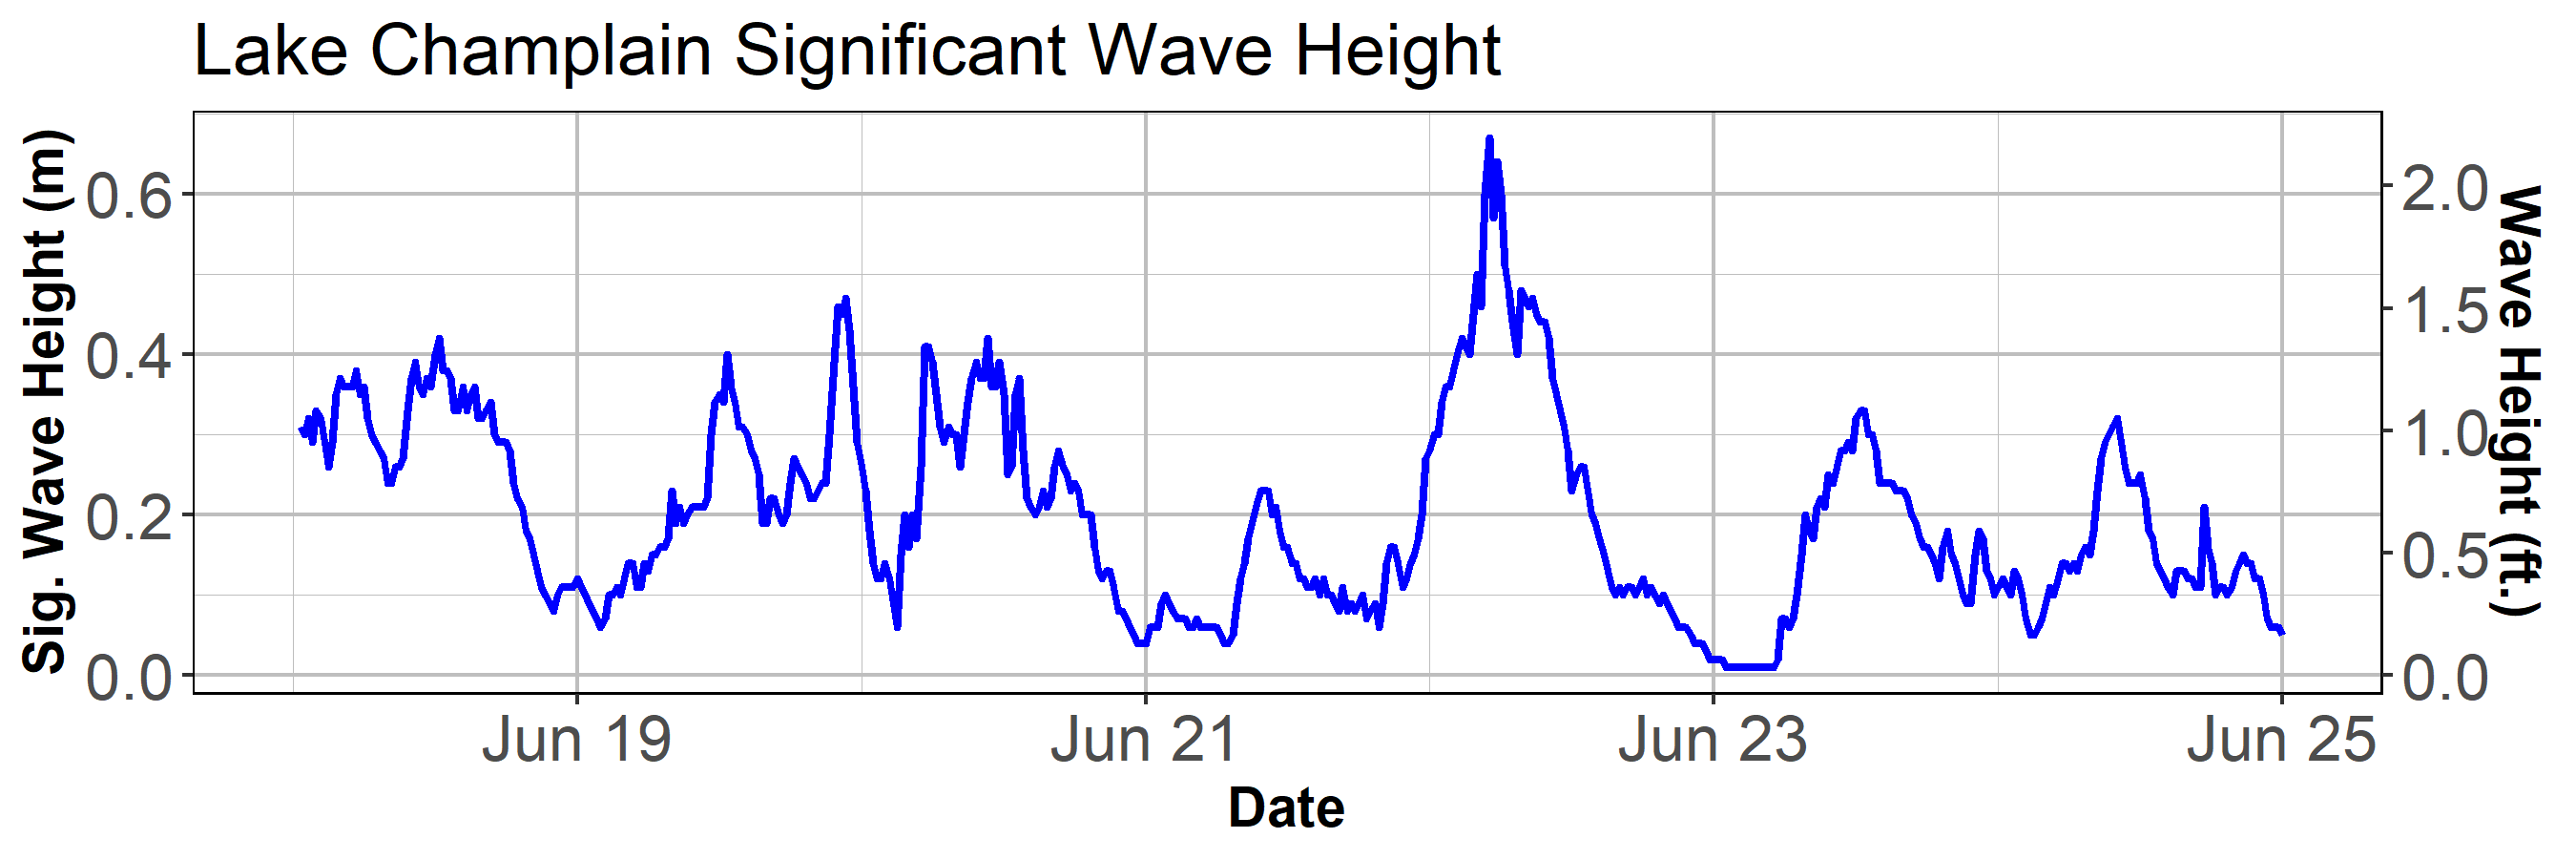 Lake Champlain Significant Wave Height
Sig. Wave Height (m)
0.6
0.4
0.2
0.0
2.0
1.5
1.0
0.5
0.0
Wave Height (ft.)
Jun 19
Jun 21
Jun 23
Jun 25
Date